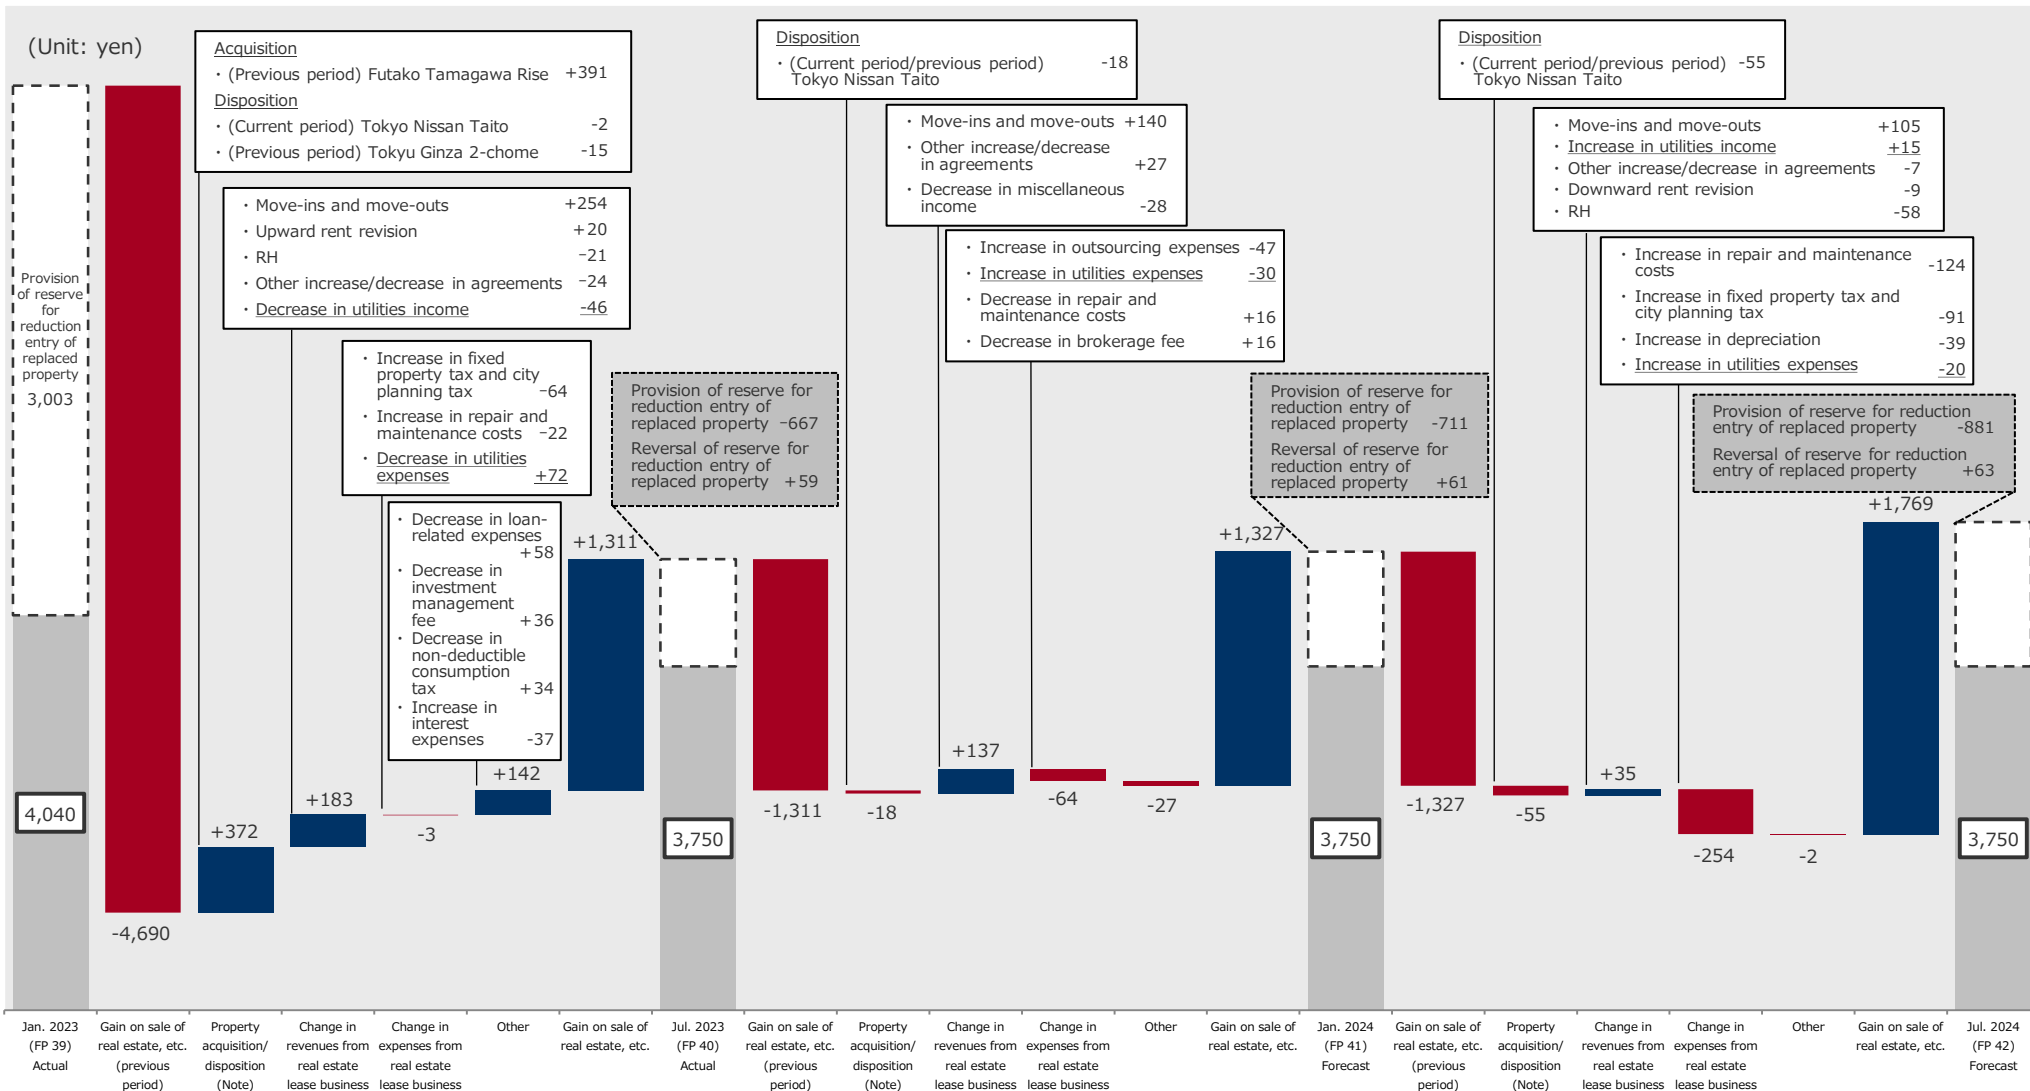 (Unit: yen)
Acquisition
・(Previous period) Futako Tamagawa Rise +391
Disposition
・(Current period) Tokyo Nissan Taito -2
・(Previous period) Tokyu Ginza 2-chome -15
・Move-ins and move-outs +254
・Upward rent revision +20
・RH -21
・Other increase/decrease in agreements -24
・Decrease in utilities income -46
・Increase in fixed
property tax and city
planning tax -64
・Increase in repair and
maintenance costs -22
・Decrease in utilities
expenses +72
・Decrease in loan-
related expenses
+58
・Decrease in
investment
management
fee +36
・Decrease in
non-deductible
consumption
tax +34
・Increase in
interest
expenses -37
Provision of reserve for
reduction entry of
replaced property -667
Reversal of reserve for
reduction entry of
replaced property +59
Disposition
・(Current period/previous period) -18
Tokyo Nissan Taito
・Move-ins and move-outs +140
・Other increase/decrease
in agreements +27
・Decrease in miscellaneous
income -28
・Increase in outsourcing expenses -47
・Increase in utilities expenses -30
・Decrease in repair and
maintenance costs +16
・Decrease in brokerage fee +16
Provision of reserve for
reduction entry of
replaced property -711
Reversal of reserve for
reduction entry of
replaced property +61
Disposition
・(Current period/previous period) -55
Tokyo Nissan Taito
・Move-ins and move-outs +105
・Increase in utilities income +15
・Other increase/decrease in agreements -7
・Downward rent revision -9
・RH -58
・Increase in repair and maintenance
costs -124
・Increase in fixed property tax and
city planning tax -91
・Increase in depreciation -39
・Increase in utilities expenses -20
Provision of reserve for reduction
entry of replaced property -881
Reversal of reserve for reduction
entry of replaced property +63
Provision
of reserve
for
reduction
entry of
replaced
property
3,003
4,040
-4,690
+372
+183
-3
+142
+1,311
3,750
-1,311
-18
+137
-64
-27
+1,327
3,750
-1,327
-55
+35
-254
-2
+1,769
3,750
Jan. 2023
(FP 39)
Actual
Gain on sale of
real estate, etc.
(previous
period)
Property
acquisition/
disposition
(Note)
Change in
revenues from
real estate
lease business
Change in
expenses from
real estate
lease business
Other
Gain on sale of
real estate, etc.
Jul. 2023
(FP 40)
Actual
Gain on sale of
real estate, etc.
(previous
period)
Property
acquisition/
disposition
(Note)
Change in
revenues from
real estate
lease business
Change in
expenses from
real estate
lease business
Other
Gain on sale of
real estate, etc.
Jan. 2024
(FP 41)
Forecast
Gain on sale of
real estate, etc.
(previous
period)
Property
acquisition/
disposition
(Note)
Change in
revenues from
real estate
lease business
Change in
expenses from
real estate
lease business
Other
Gain on sale of
real estate, etc.
Jul. 2024
(FP 42)
Forecast